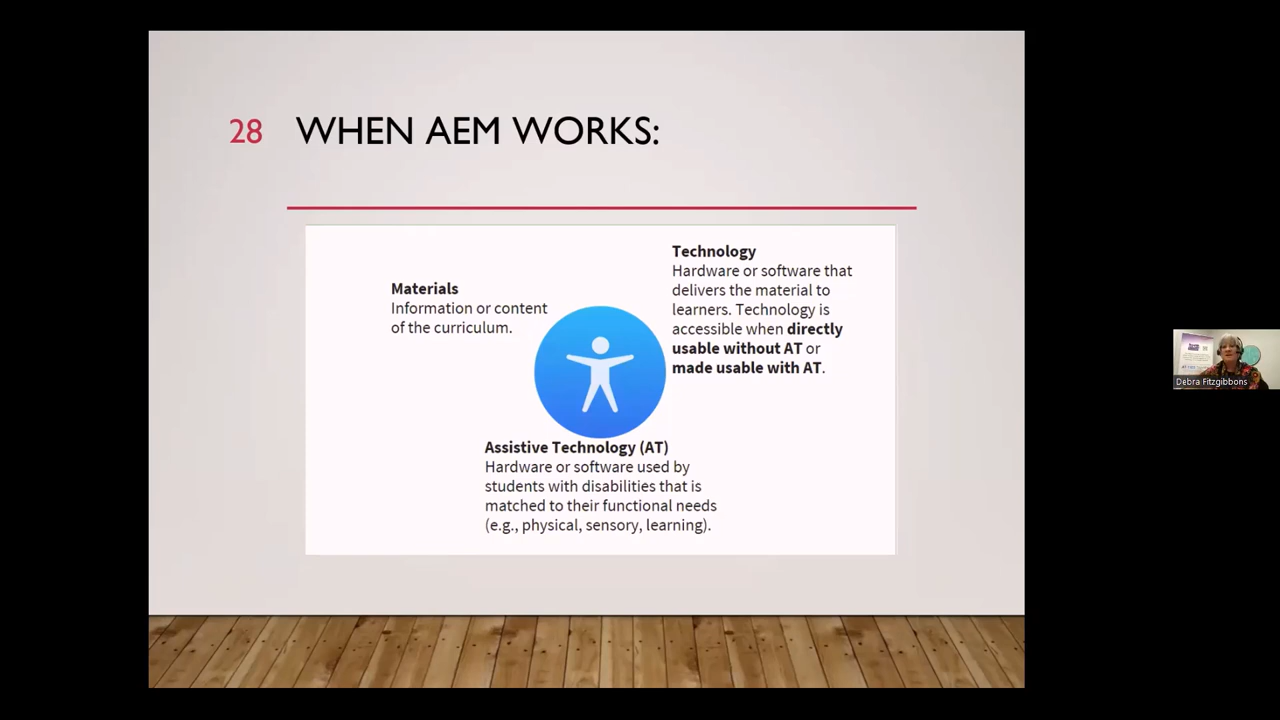 28 WHEN AEM WORKS:
Materials
Information or content
of the curriculum.
Technology
Hardware or software that
delivers the material to
learners. Technology is
accessible when directly
usable without AT or
made usable with AT.
Assistive Technology (AT)
Hardware or software used by
students with disabilities that is
matched to their functional needs
(e.g., physical, sensory, learning).
Debra Fitzgibbons